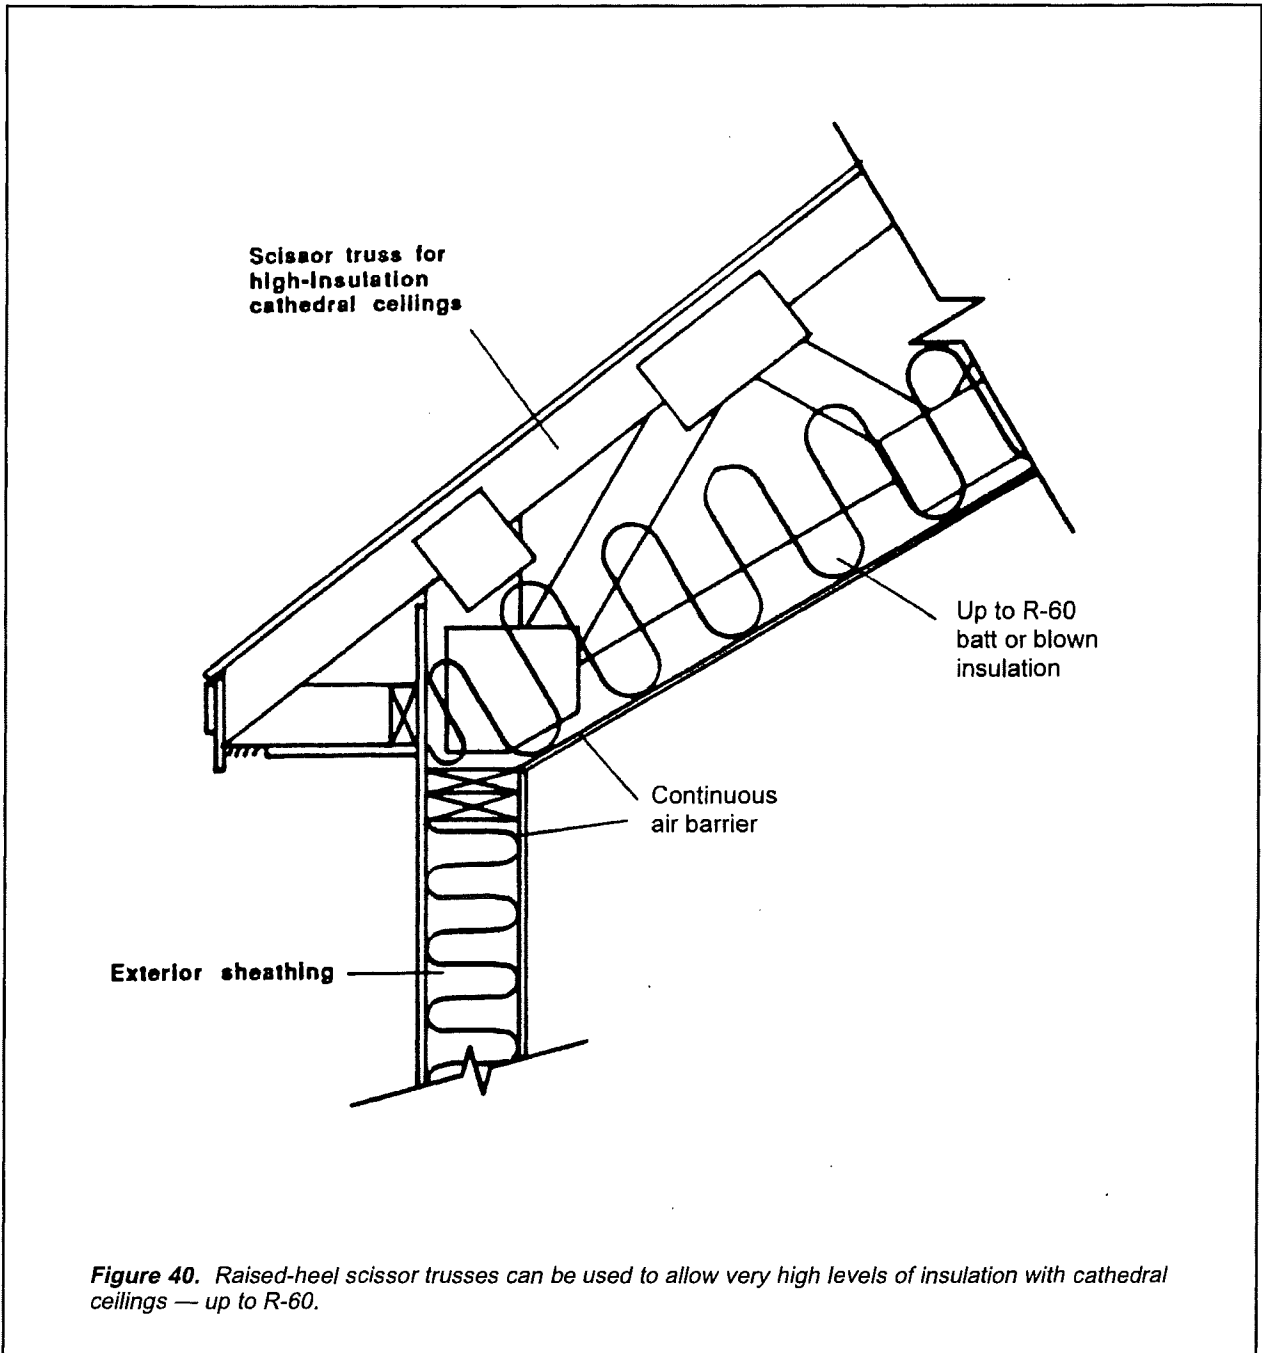 Scissor truss for
high-insulation
cathedral ceilings
Up to R-60
batt or blown
insulation
Continuous
air barrier
Exterior sheathing
Figure 40. Raised-heel scissor trusses can be used to allow very high levels of insulation with cathedral
ceilings — up to R-60.